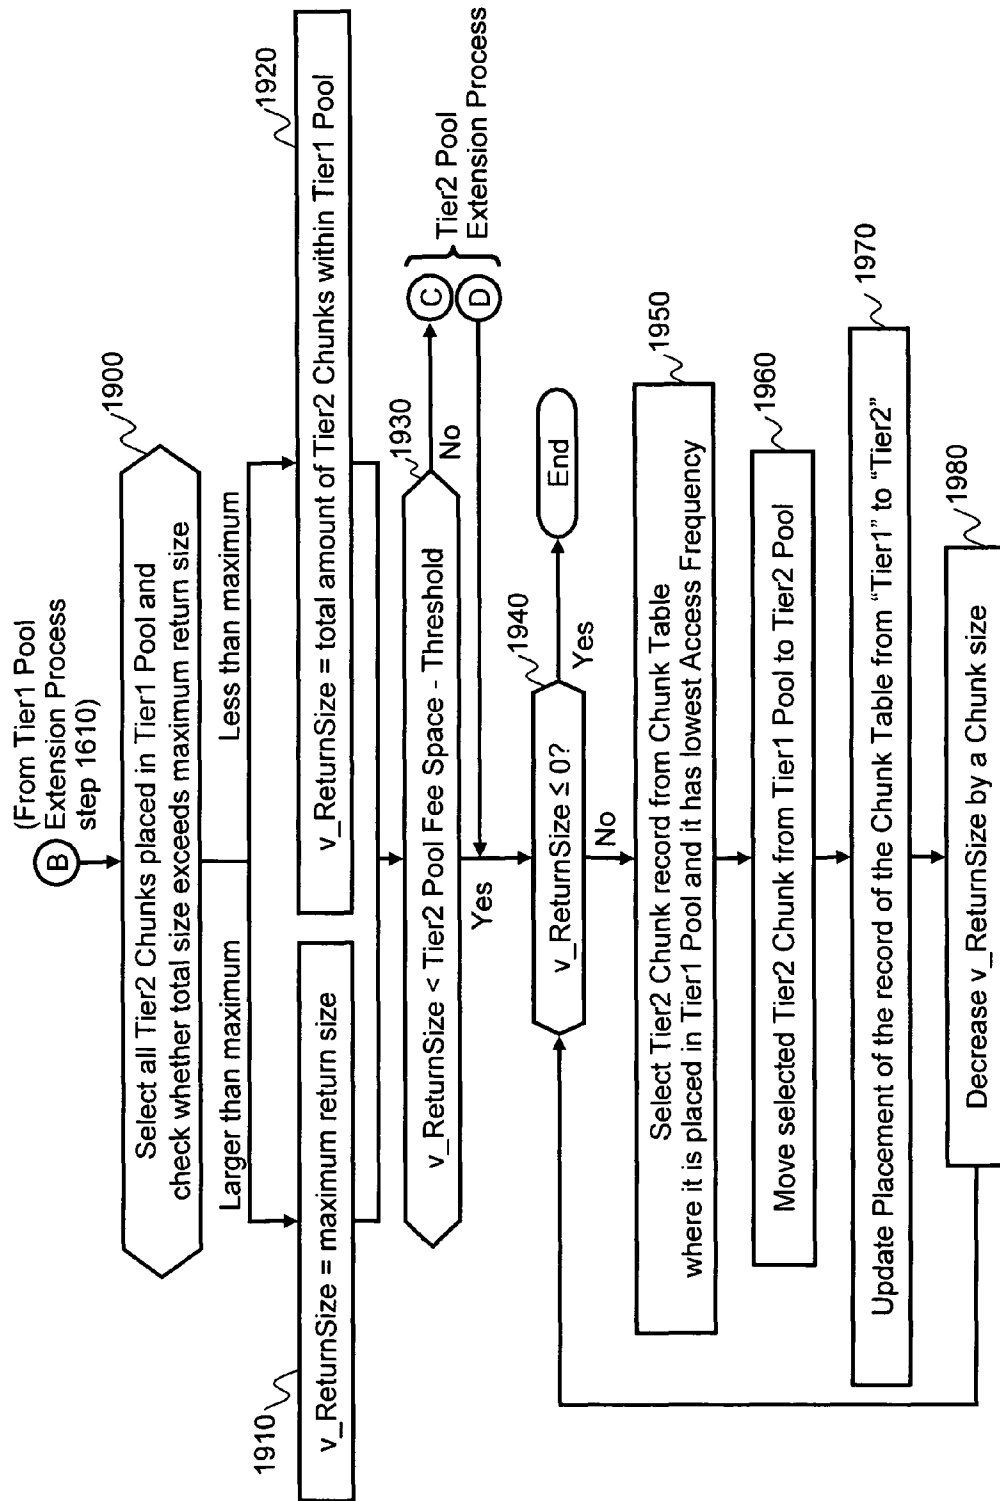 (From Tier1 Pool
Extension Process
step 1610)
B
1900
Select all Tier2 Chunks placed in Tier1 Pool and
check whether total size exceeds maximum return size
Larger than maximum
Less than maximum
1910
v_ReturnSize = maximum return size
1920
v_ReturnSize = total amount of Tier2 Chunks within Tier1 Pool
1930
v_ReturnSize < Tier2 Pool Fee Space - Threshold
No
Yes
C
D
Tier2 Pool
Extension Process
1940
v_ReturnSize ≤ 0?
Yes
End
No
1950
Select Tier2 Chunk record from Chunk Table
where it is placed in Tier1 Pool and it has lowest Access Frequency
1960
Move selected Tier2 Chunk from Tier1 Pool to Tier2 Pool
1970
Update Placement of the record of the Chunk Table from “Tier1” to “Tier2”
1980
Decrease v_ReturnSize by a Chunk size